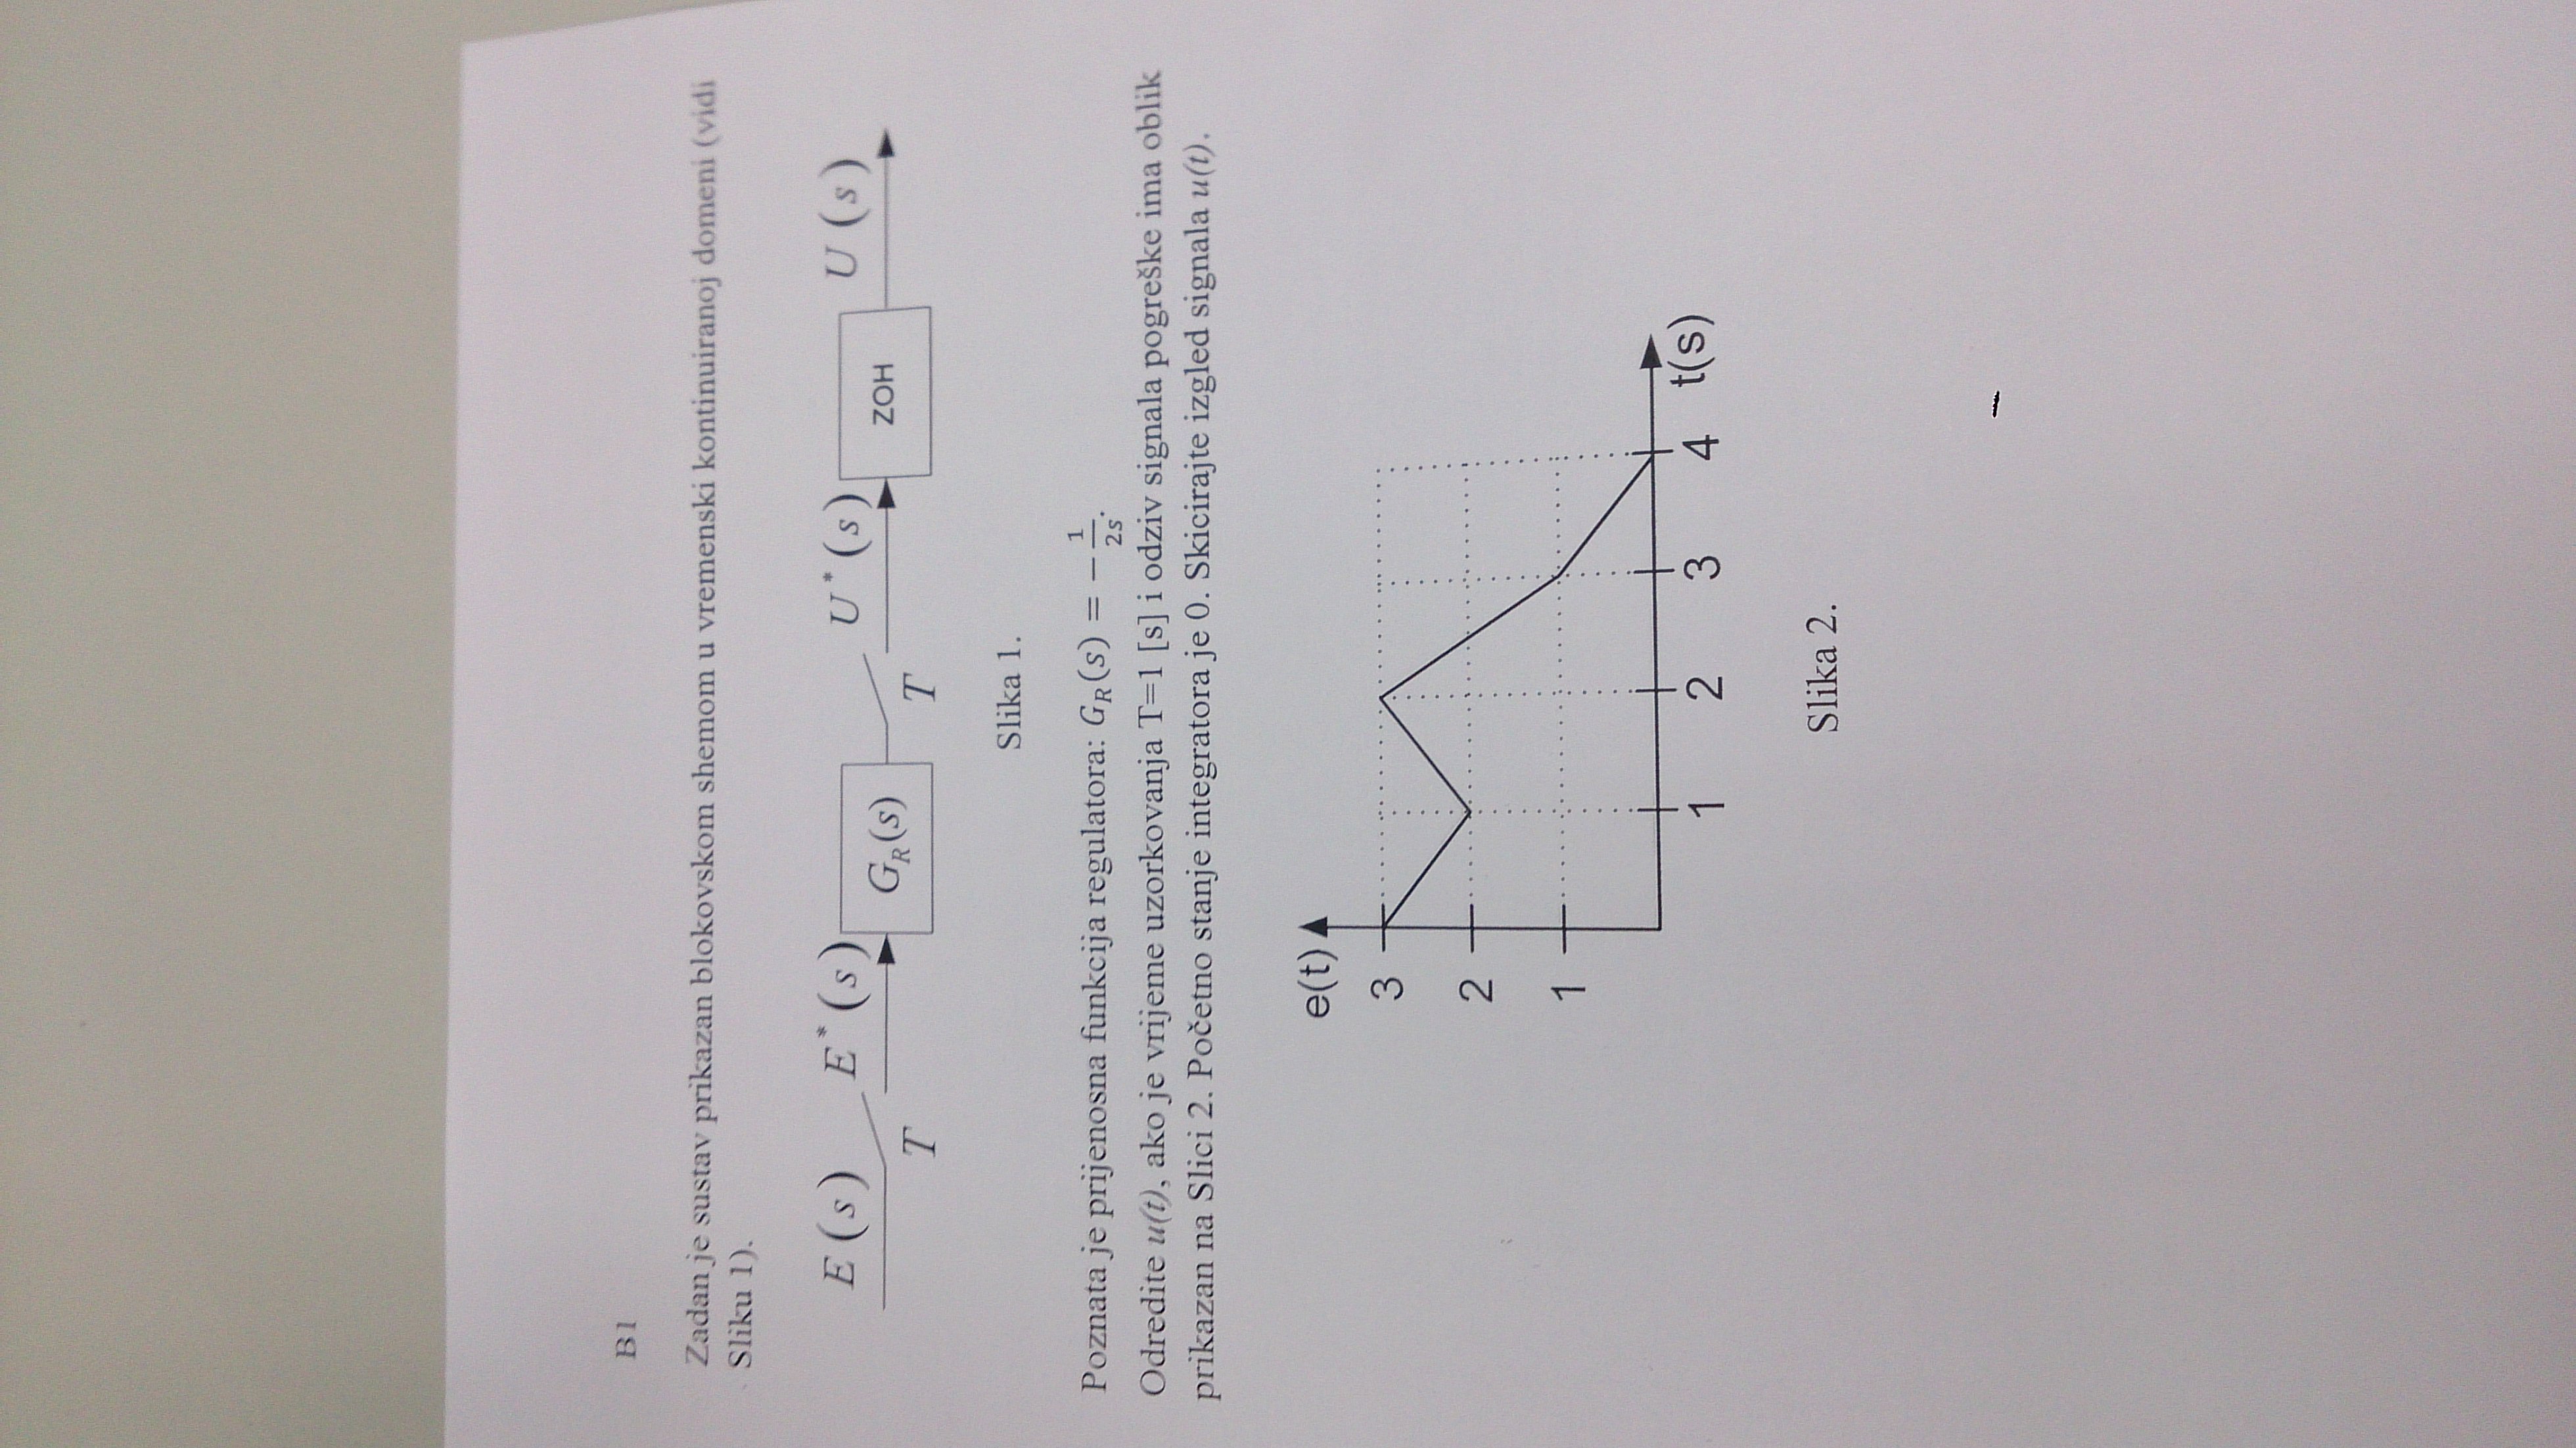 B1
Zadan je sustav prikazan blokovskom shemom u vremenski kontinuiranoj domeni (vidi
Sliku 1).
E(s) E*(s) G_R(s) U*(s) ZOH U(s)
T T
Slika 1.
Poznata je prijenosna funkcija regulatora: G_R(s) = −1/2s.
Odredite u(t), ako je vrijeme uzorkovanja T=1 [s] i odziv signala pogreške ima oblik
prikazan na Slici 2. Početno stanje integratora je 0. Skicirajte izgled signala u(t).
e(t)
3
2
1
1 2 3 4 t(s)
Slika 2.